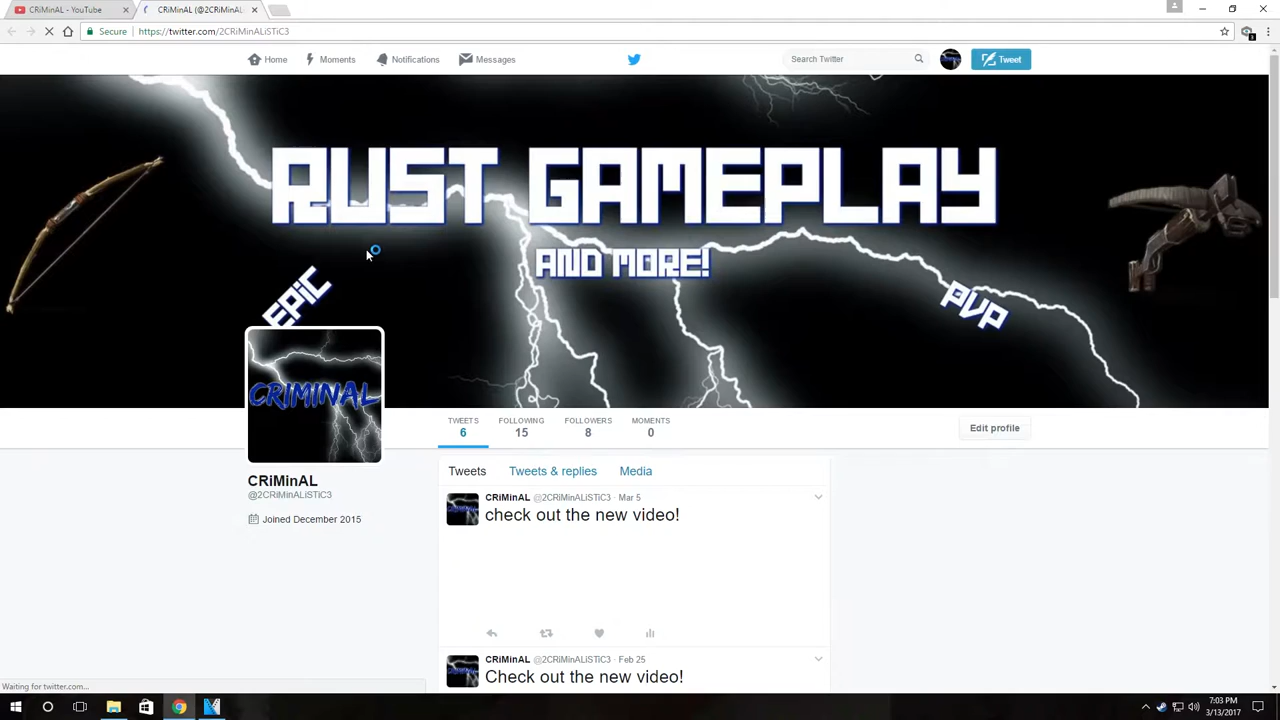 CRiMinAL - YouTube
CRiMinAL (@2CRiMinAL
Secure
https://twitter.com/2CRiMinALiSTiC3
Home
Moments
Notifications
Messages
Search Twitter
Tweet
RUST GAMEPLAY
AND MORE!
EPiC
PVP
CRIMINAL
TWEETS
FOLLOWING
FOLLOWERS
MOMENTS
6
15
8
0
Edit profile
CRiMinAL
@2CRiMinALiSTiC3
Joined December 2015
Tweets
Tweets & replies
Media
CRiMinAL @2CRiMinALiSTiC3 · Mar 5
check out the new video!
CRiMinAL @2CRiMinALiSTiC3 · Feb 25
Check out the new video!
Waiting for twitter.com...
7:03 PM
3/13/2017